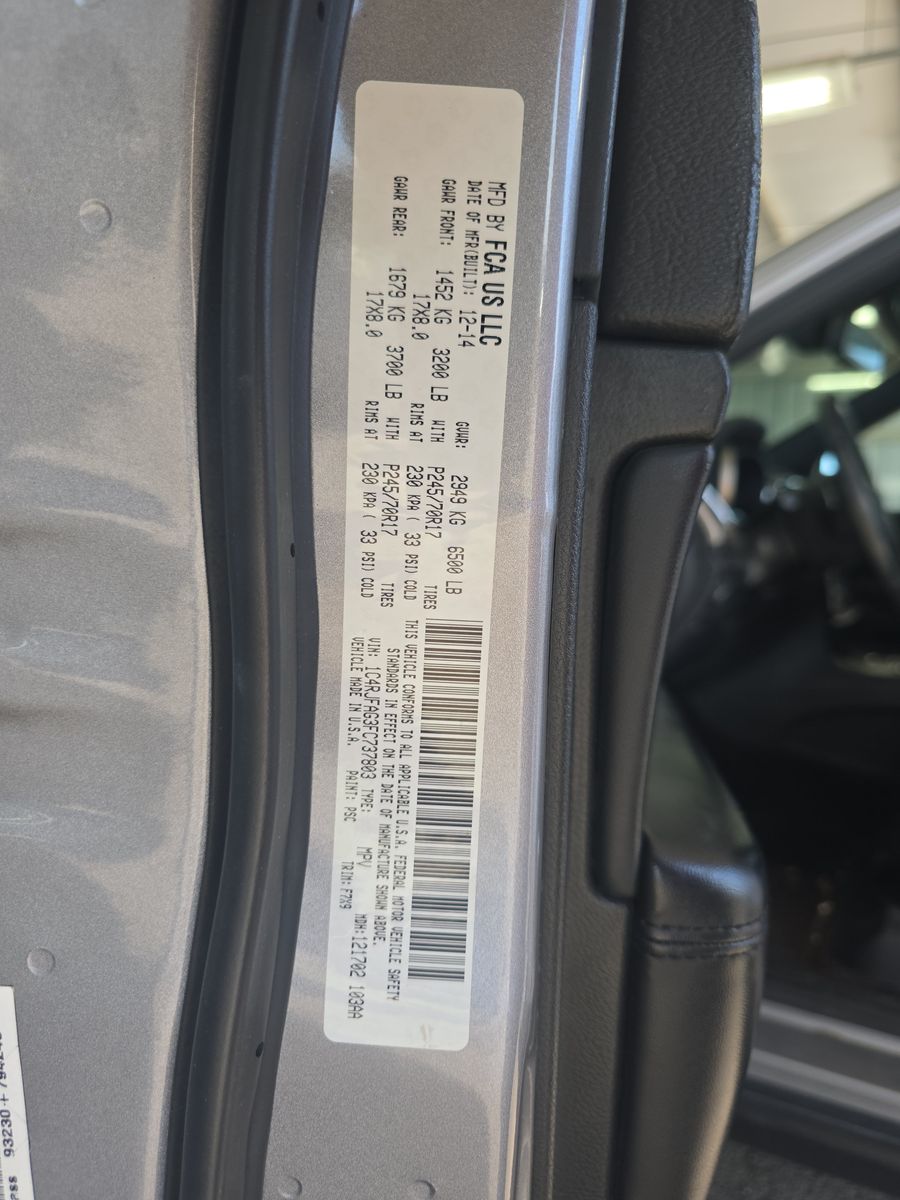 MFD BY FCA US LLC
DATE OF MFR(BUILT): 12-14 GVWR: 2949 KG 6500 LB
GAWR FRONT: 1452 KG 3200 LB WITH P245/70R17 TIRES
17X8.0 RIMS AT 230 KPA ( 33 PSI) COLD
GAWR REAR: 1679 KG 3700 LB WITH P245/70R17 TIRES
17X8.0 RIMS AT 230 KPA ( 33 PSI) COLD
THIS VEHICLE CONFORMS TO ALL APPLICABLE U.S.A. FEDERAL MOTOR VEHICLE SAFETY
STANDARDS IN EFFECT ON THE DATE OF MANUFACTURE SHOWN ABOVE.
VIN: 1C4RJFAG3FC737803 TYPE: MPV MDH:121702 103AA
VEHICLE MADE IN U.S.A. PAINT: PSC TRIM: F7X9
93230+